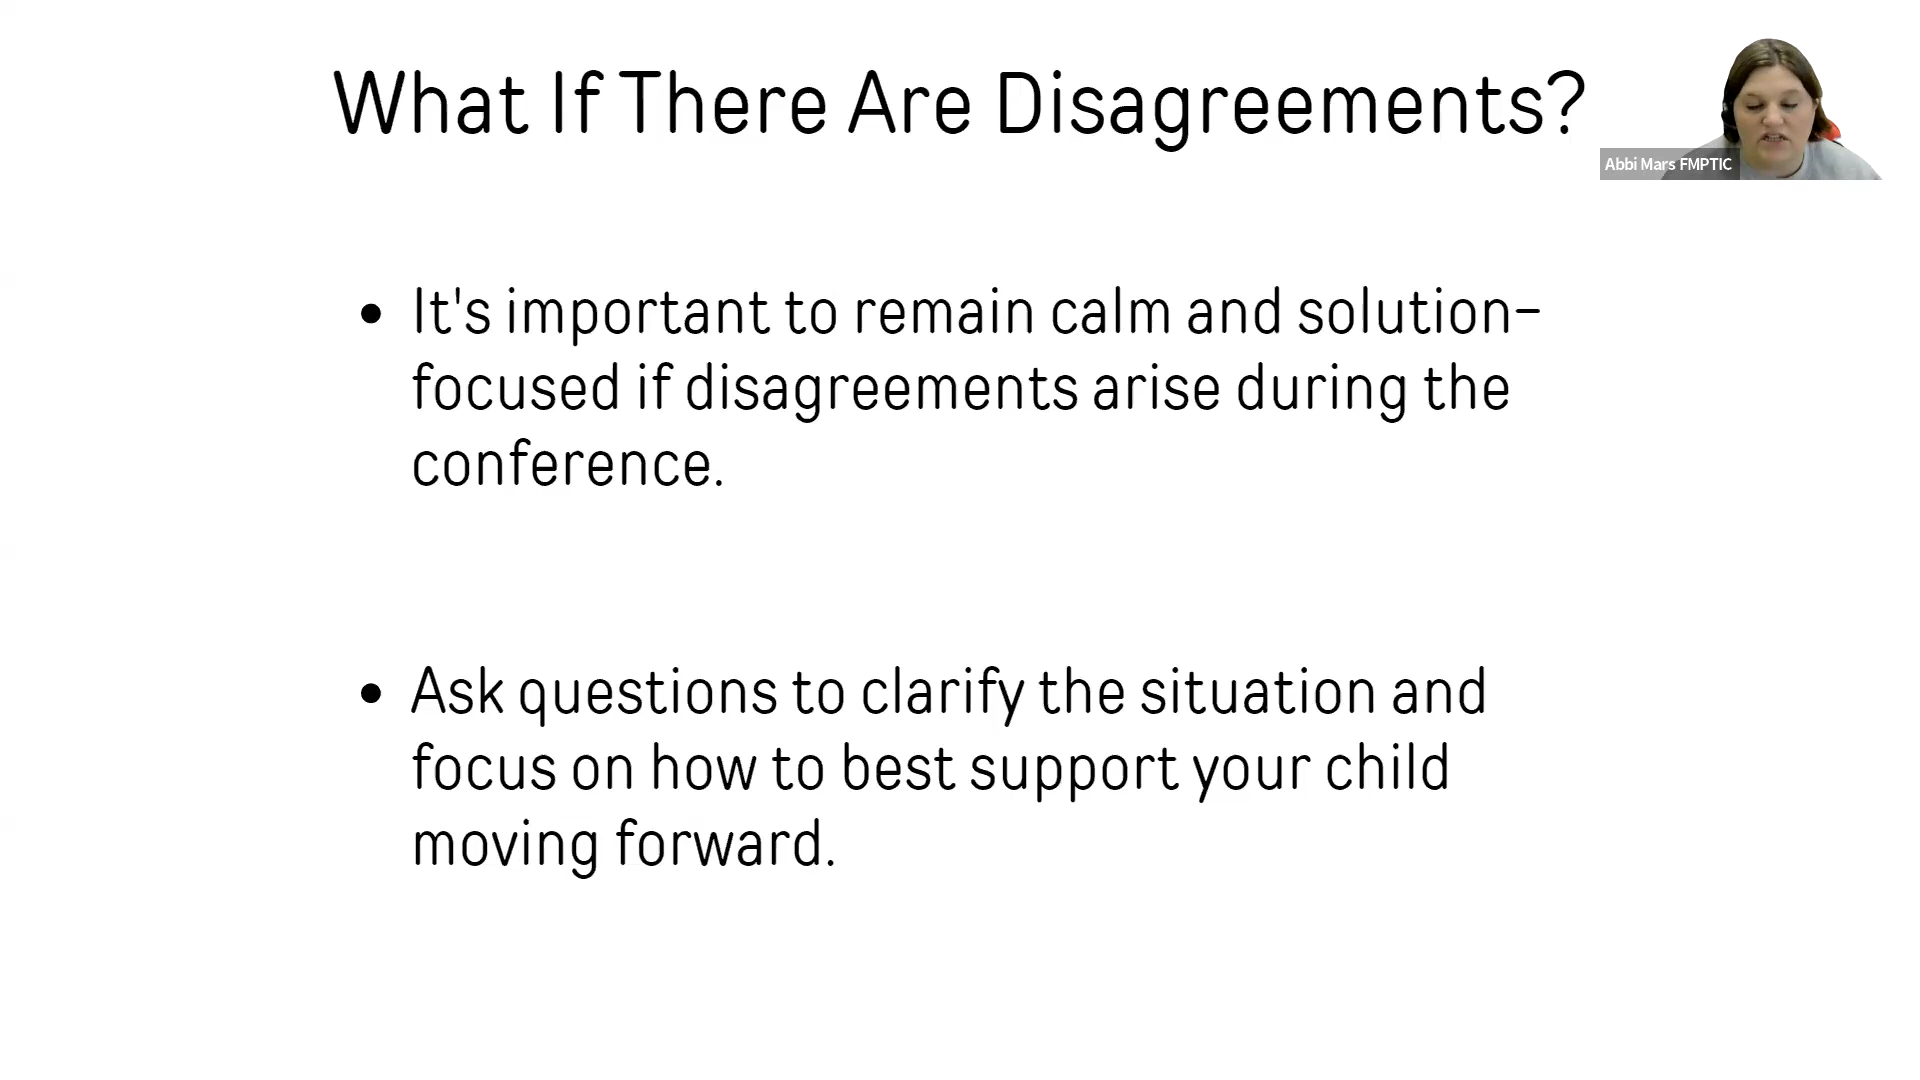 What If There Are Disagreements?
Abbi Mars FMPTIC
• It's important to remain calm and solution-
focused if disagreements arise during the
conference.
• Ask questions to clarify the situation and
focus on how to best support your child
moving forward.